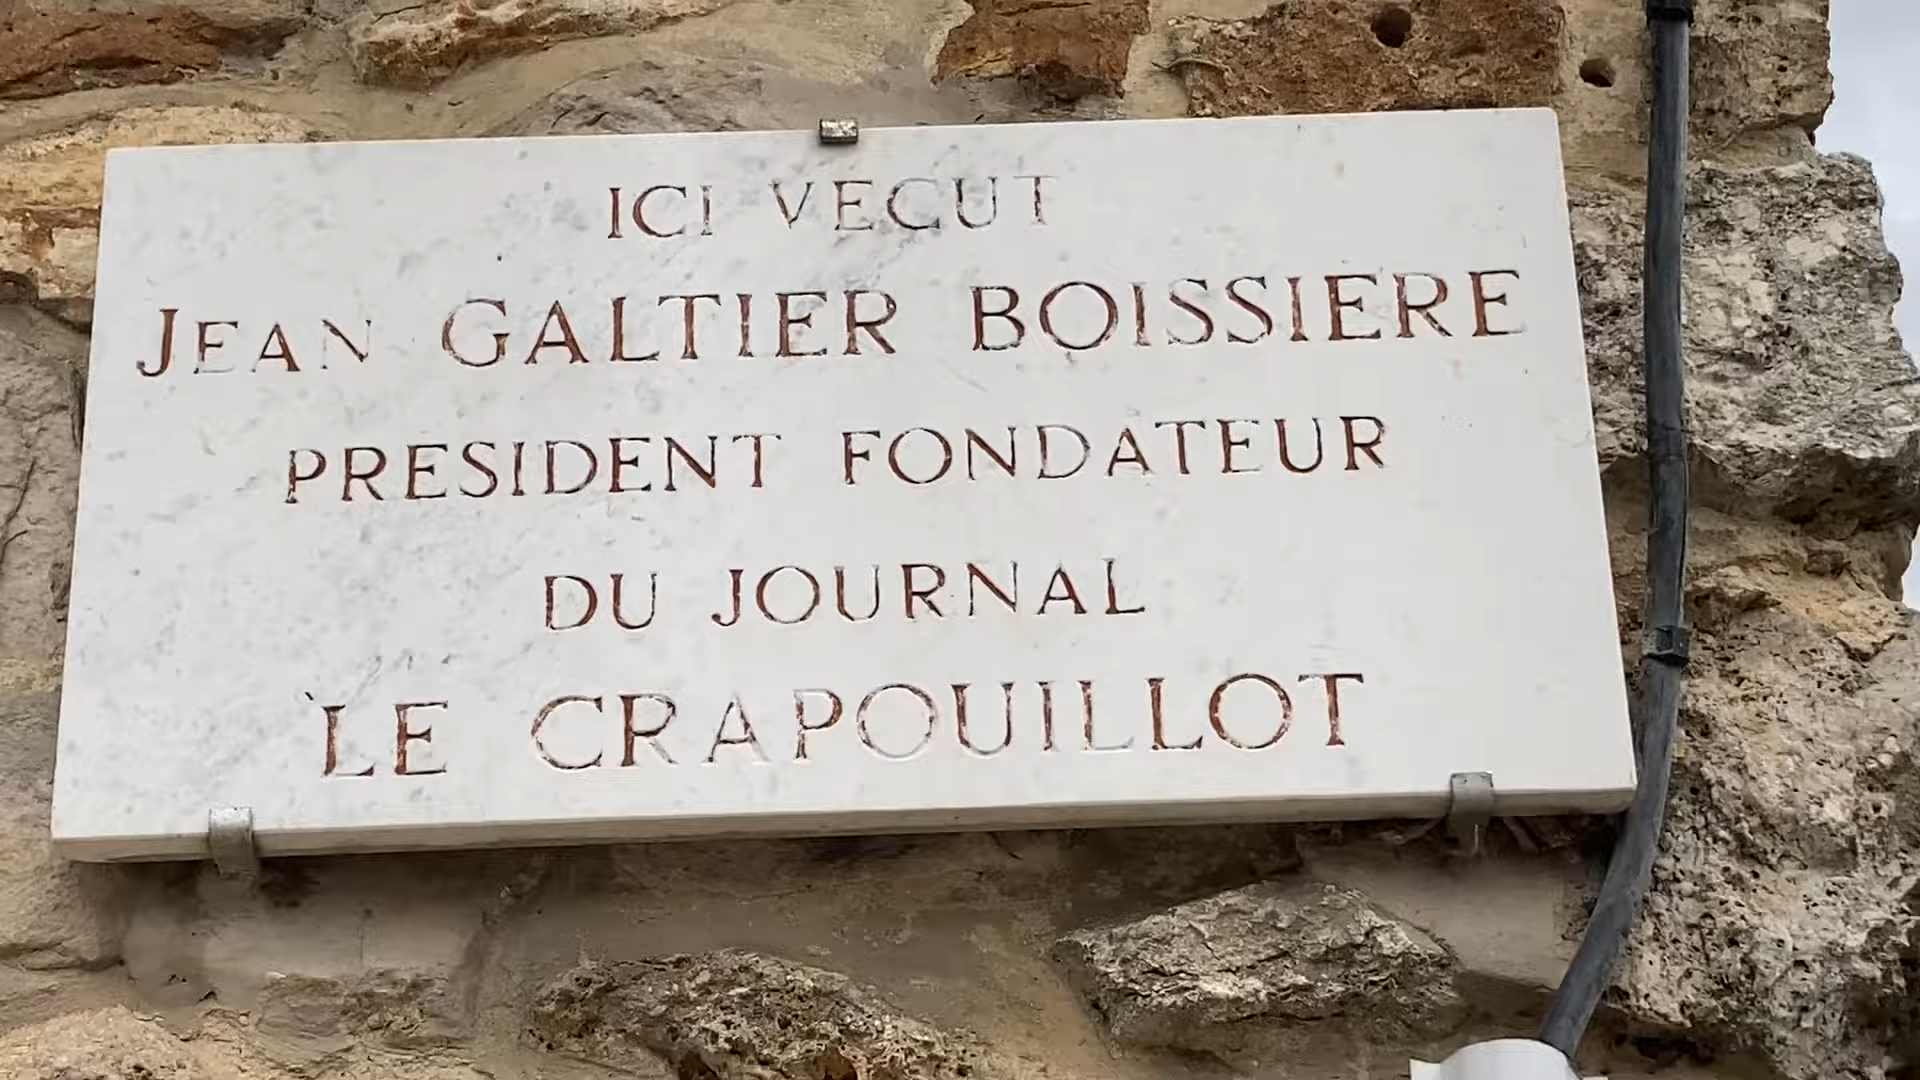 ICI VECUT
JEAN GALTIER BOISSIERE
PRESIDENT FONDATEUR
DU JOURNAL
LE CRAPOUILLOT